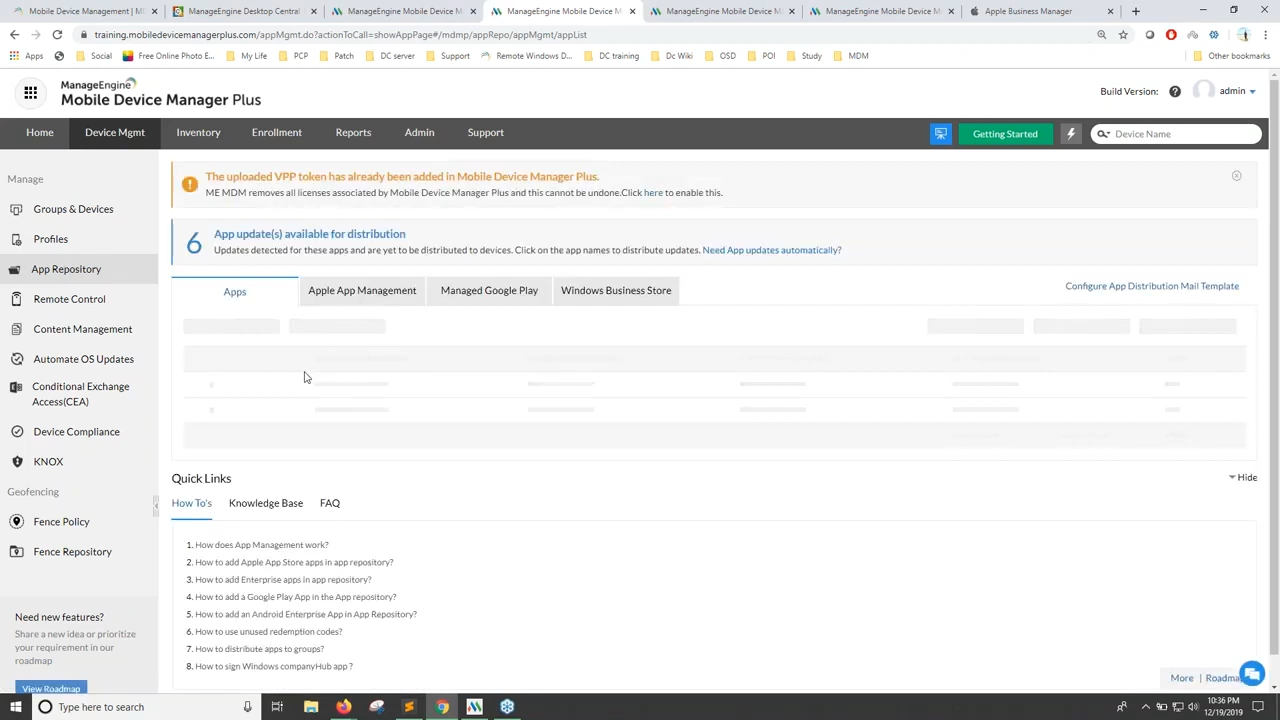 Mobile Device Management | M
ManageEngine Desktop Central
ManageEngine Mobile Device M
ManageEngine Mobile Device M
ManageEngine Mobile Device M
ManageEngine Mobile Device M
Apple Business Manager
training.mobiledevicemanagerplus.com/appMgmt.do?actionToCall=showAppPage#/mdmp/appRepo/appMgmt/appList
Apps
Social
Free Online Photo E...
My Life
PCP
Patch
DC server
Support
Remote Windows D...
DC training
Dc Wiki
OSD
POI
Study
MDM
Other bookmarks
ManageEngine
Mobile Device Manager Plus
Build Version:
admin
Home
Device Mgmt
Inventory
Enrollment
Reports
Admin
Support
Getting Started
Device Name
Manage
Groups & Devices
Profiles
App Repository
Remote Control
Content Management
Automate OS Updates
Conditional Exchange
Access(CEA)
Device Compliance
KNOX
Geofencing
Fence Policy
Fence Repository
Need new features?
Share a new idea or prioritize
your requirement in our
roadmap
View Roadmap
The uploaded VPP token has already been added in Mobile Device Manager Plus.
ME MDM removes all licenses associated by Mobile Device Manager Plus and this cannot be undone.Click here to enable this.
6
App update(s) available for distribution
Updates detected for these apps and are yet to be distributed to devices. Click on the app names to distribute updates. Need App updates automatically?
Apps
Apple App Management
Managed Google Play
Windows Business Store
Configure App Distribution Mail Template
Quick Links
Hide
How To's
Knowledge Base
FAQ
1. How does App Management work?
2. How to add Apple App Store apps in app repository?
3. How to add Enterprise apps in app repository?
4. How to add a Google Play App in the App repository?
5. How to add an Android Enterprise App in App Repository?
6. How to use unused redemption codes?
7. How to distribute apps to groups?
8. How to sign Windows companyHub app ?
More | Roadma
Type here to search
10:36 PM
12/19/2019